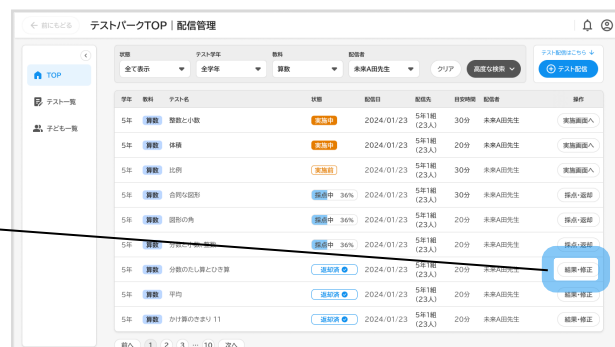 ← 前にもどる テストパークTOP | 配信管理
状態 テスト学年 教科 配信者 テスト配信はこちら ↓
全て表示 全学年 算数 未来A田先生 クリア 高度な検索 テスト配信
TOP
テスト一覧
子ども一覧
学年 教科 テスト名 状態 配信日 配信先 目安時間 配信者 操作
5年 算数 整数と小数 実施中 2024/01/23 5年1組 (23人) 30分 未来A田先生 実施画面へ
5年 算数 体積 実施中 2024/01/23 5年1組 (23人) 20分 未来A田先生 実施画面へ
5年 算数 比例 実施前 2024/01/23 5年1組 (23人) 30分 未来A田先生 実施画面へ
5年 算数 合同な図形 採点中 36% 2024/01/23 5年1組 (23人) 30分 未来A田先生 採点・返却
5年 算数 図形の角 採点中 36% 2024/01/23 5年1組 (23人) 20分 未来A田先生 採点・返却
5年 算数 分数と小数、整数 採点中 36% 2024/01/23 5年1組 (23人) 20分 未来A田先生 採点・返却
5年 算数 分数のたし算とひき算 返却済 2024/01/23 5年1組 (23人) 20分 未来A田先生 結果・修正
5年 算数 平均 返却済 2024/01/23 5年1組 (23人) 20分 未来A田先生 結果・修正
5年 算数 かけ算のきまり 11 返却済 2024/01/23 5年1組 (23人) 20分 未来A田先生 結果・修正
前へ 1 2 3 … 10 次へ